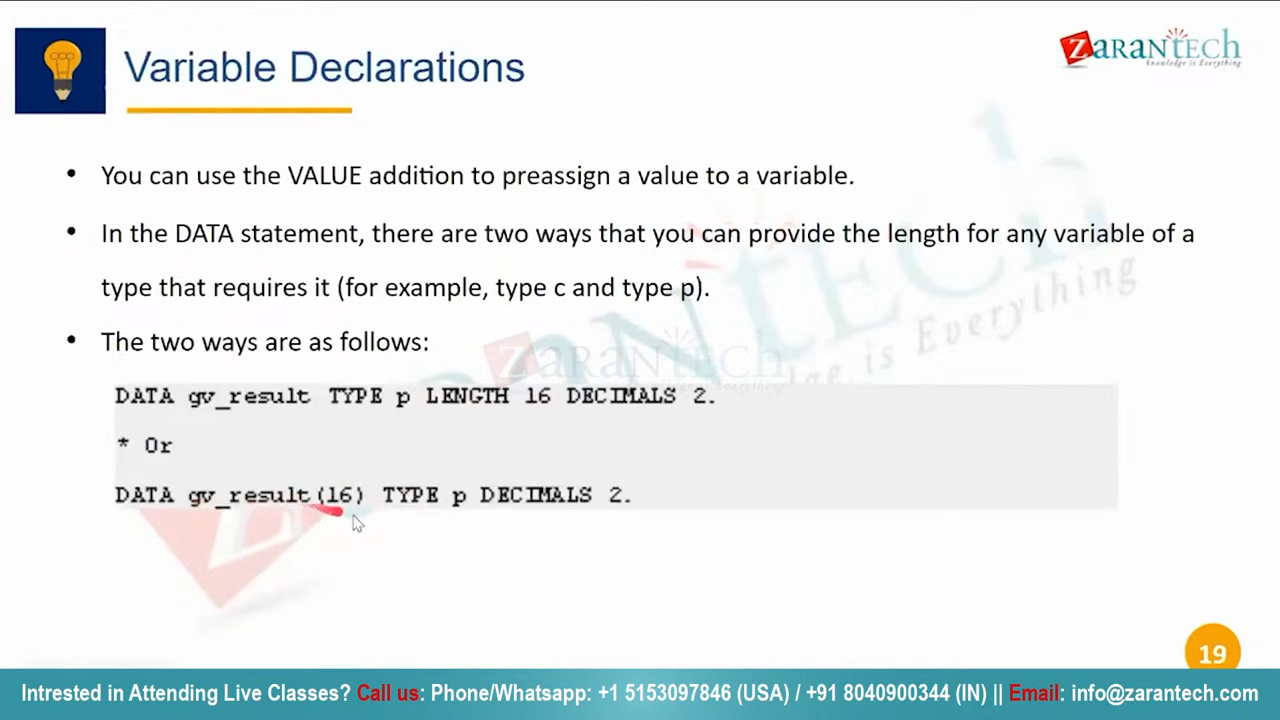 Variable Declarations
ZARANTECH
knowledge is Everything
• You can use the VALUE addition to preassign a value to a variable.
• In the DATA statement, there are two ways that you can provide the length for any variable of a
type that requires it (for example, type c and type p).
• The two ways are as follows:
DATA gv_result TYPE p LENGTH 16 DECIMALS 2.
* Or
DATA gv_result(16) TYPE p DECIMALS 2.
19
Intrested in Attending Live Classes? Call us: Phone/Whatsapp: +1 5153097846 (USA) / +91 8040900344 (IN) || Email: info@zarantech.com